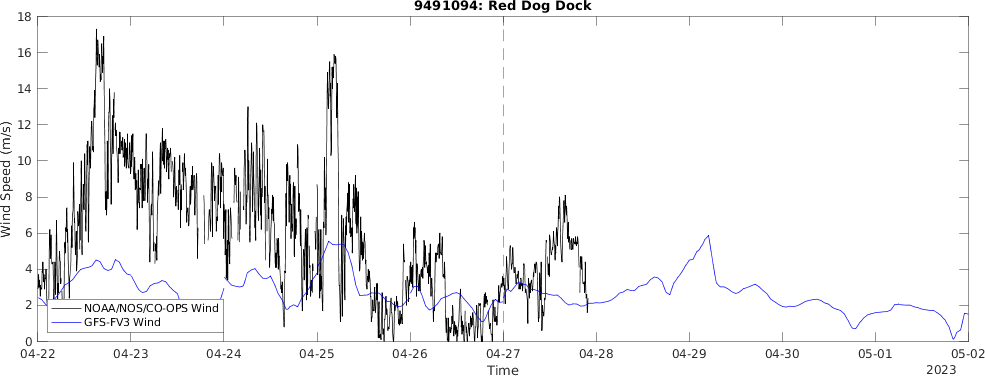 9491094: Red Dog Dock
18
16
14
12
10
8
6
4
2
0
Wind Speed (m/s)
NOAA/NOS/CO-OPS Wind
GFS-FV3 Wind
04-22 04-23 04-24 04-25 04-26 04-27 04-28 04-29 04-30 05-01 05-02
Time
2023